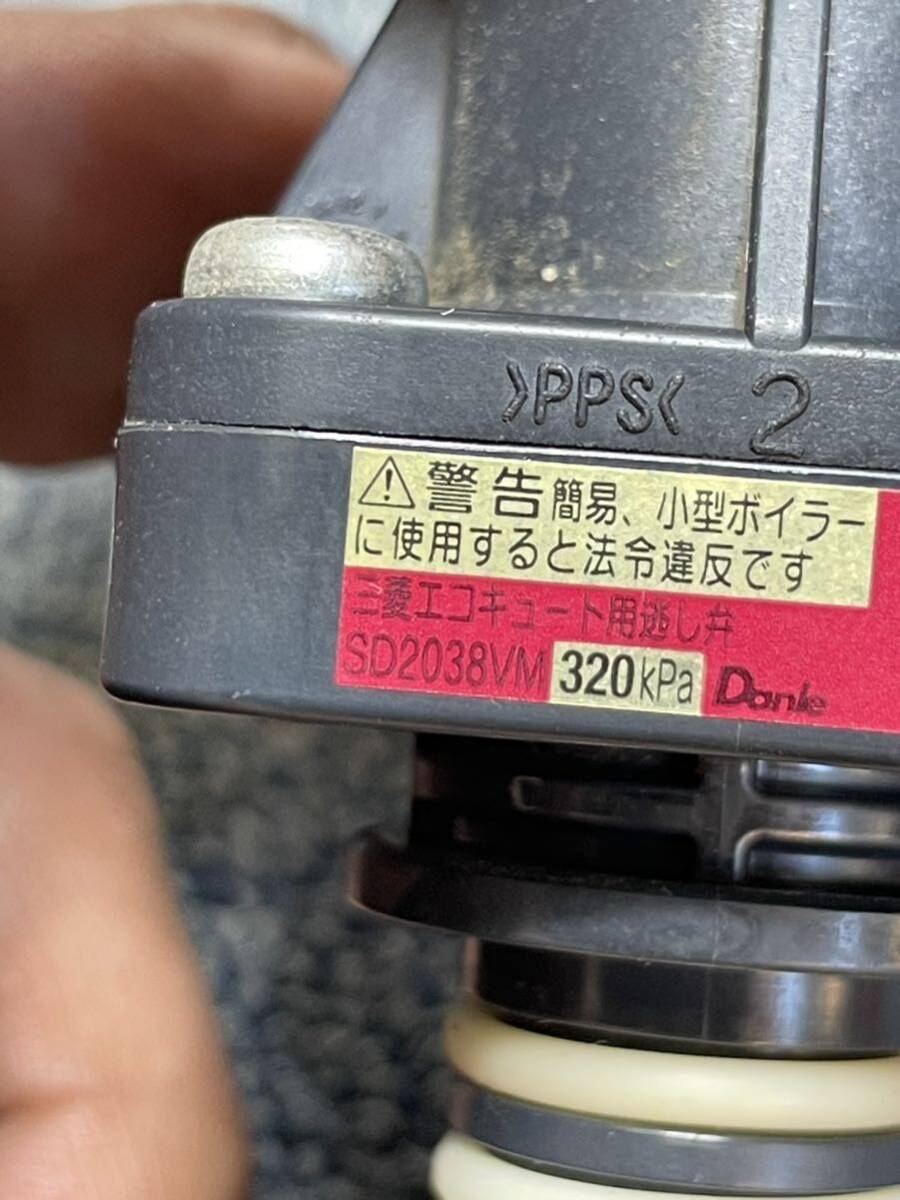 >PPS< 2
⚠警告 簡易、小型ボイラー
に使用すると法令違反です
三菱エコキュート用逃し弁
SD2038VM 320kPa Danle